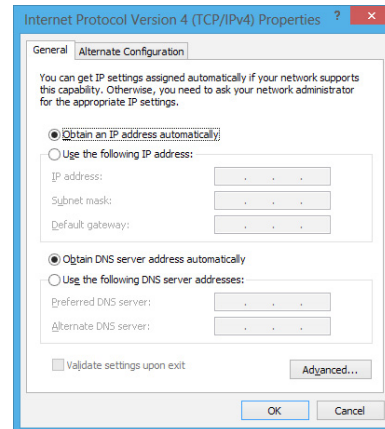 Internet Protocol Version 4 (TCP/IPv4) Properties ? ×
General Alternate Configuration
You can get IP settings assigned automatically if your network supports
this capability. Otherwise, you need to ask your network administrator
for the appropriate IP settings.
Obtain an IP address automatically
Use the following IP address:
IP address: . . .
Subnet mask: . . .
Default gateway: . . .
Obtain DNS server address automatically
Use the following DNS server addresses:
Preferred DNS server: . . .
Alternate DNS server: . . .
Validate settings upon exit
Advanced...
OK Cancel